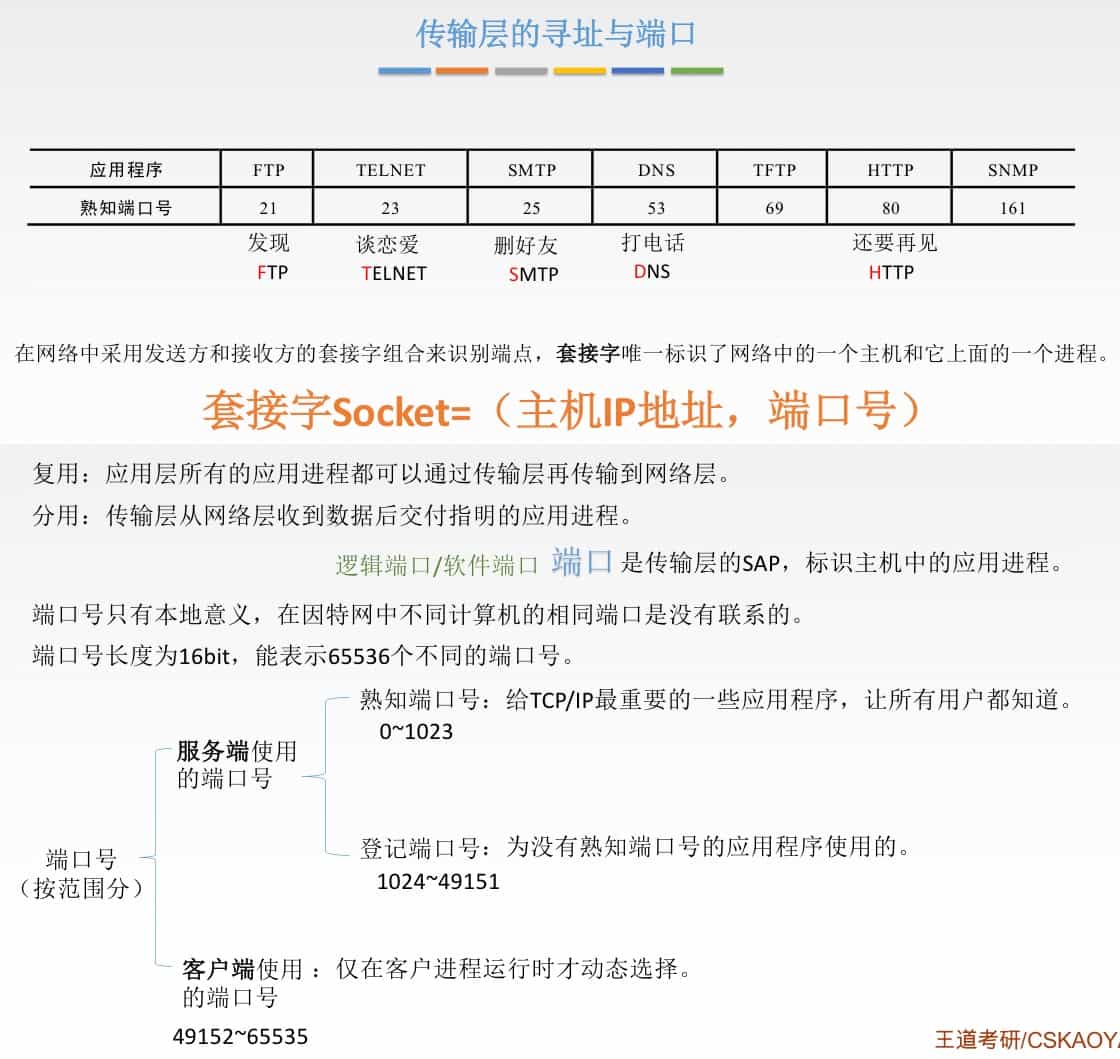 传输层的寻址与端口
应用程序 FTP TELNET SMTP DNS TFTP HTTP SNMP
熟知端口号 21 23 25 53 69 80 161
发现 谈恋爱 删好友 打电话 还要再见
FTP TELNET SMTP DNS HTTP
在网络中采用发送方和接收方的套接字组合来识别端点，套接字唯一标识了网络中的一个主机和它上面的一个进程。
套接字Socket=（主机IP地址，端口号）
复用：应用层所有的应用进程都可以通过传输层再传输到网络层。
分用：传输层从网络层收到数据后交付指明的应用进程。
逻辑端口/软件端口 端口 是传输层的SAP，标识主机中的应用进程。
端口号只有本地意义，在因特网中不同计算机的相同端口是没有联系的。
端口号长度为16bit，能表示65536个不同的端口号。
熟知端口号：给TCP/IP最重要的一些应用程序，让所有用户都知道。
0~1023
服务端使用
的端口号
登记端口号：为没有熟知端口号的应用程序使用的。
1024~49151
端口号
（按范围分）
客户端使用：仅在客户进程运行时才动态选择。
的端口号
49152~65535
王道考研/CSKAOY